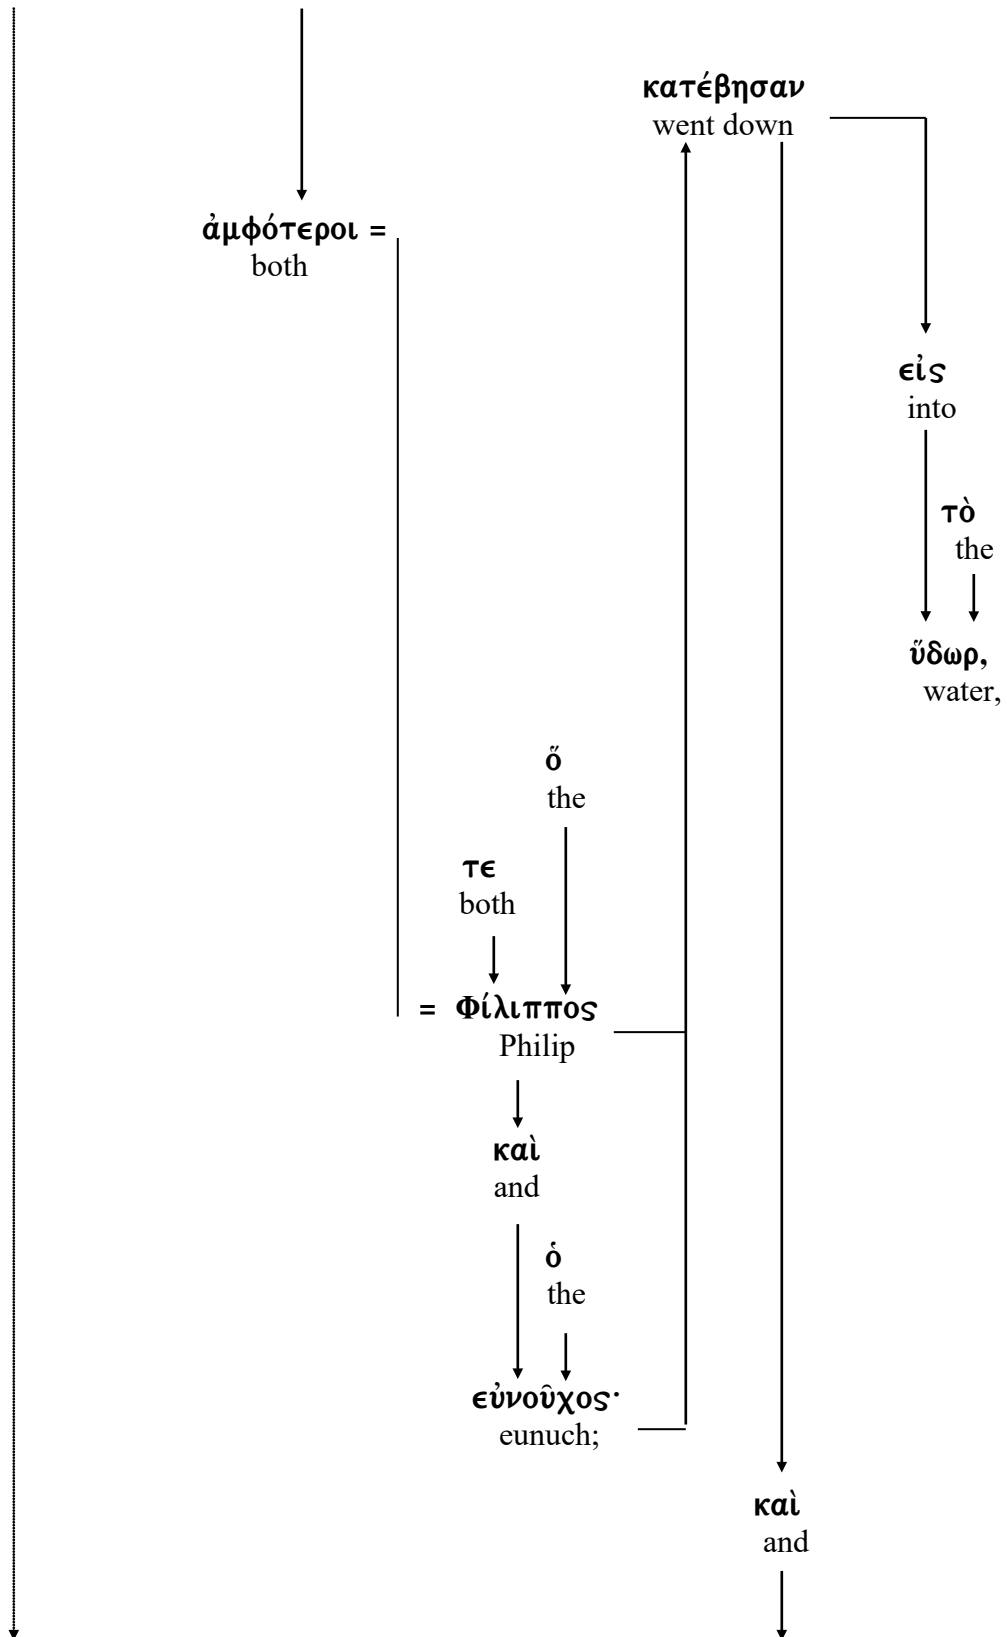 κατέβησαν
went down
ἀμφότεροι =
both
εἰς
into
τὸ
the
ὕδωρ,
water,
ὅ
the
τε
both
= Φίλιππος
Philip
καὶ
and
ὁ
the
εὐνοῦχος·
eunuch;
καὶ
and